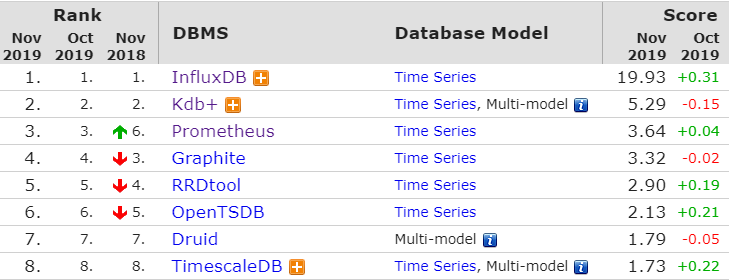 Rank DBMS Database Model Score
Nov 2019 Oct 2019 Nov 2018 Nov 2019 Oct 2019
1. 1. 1. InfluxDB Time Series 19.93 +0.31
2. 2. 2. Kdb+ Time Series, Multi-model 5.29 -0.15
3. 3. 6. Prometheus Time Series 3.64 +0.04
4. 4. 3. Graphite Time Series 3.32 -0.02
5. 5. 4. RRDtool Time Series 2.90 +0.19
6. 6. 5. OpenTSDB Time Series 2.13 +0.21
7. 7. 7. Druid Multi-model 1.79 -0.05
8. 8. 8. TimescaleDB Time Series, Multi-model 1.73 +0.22